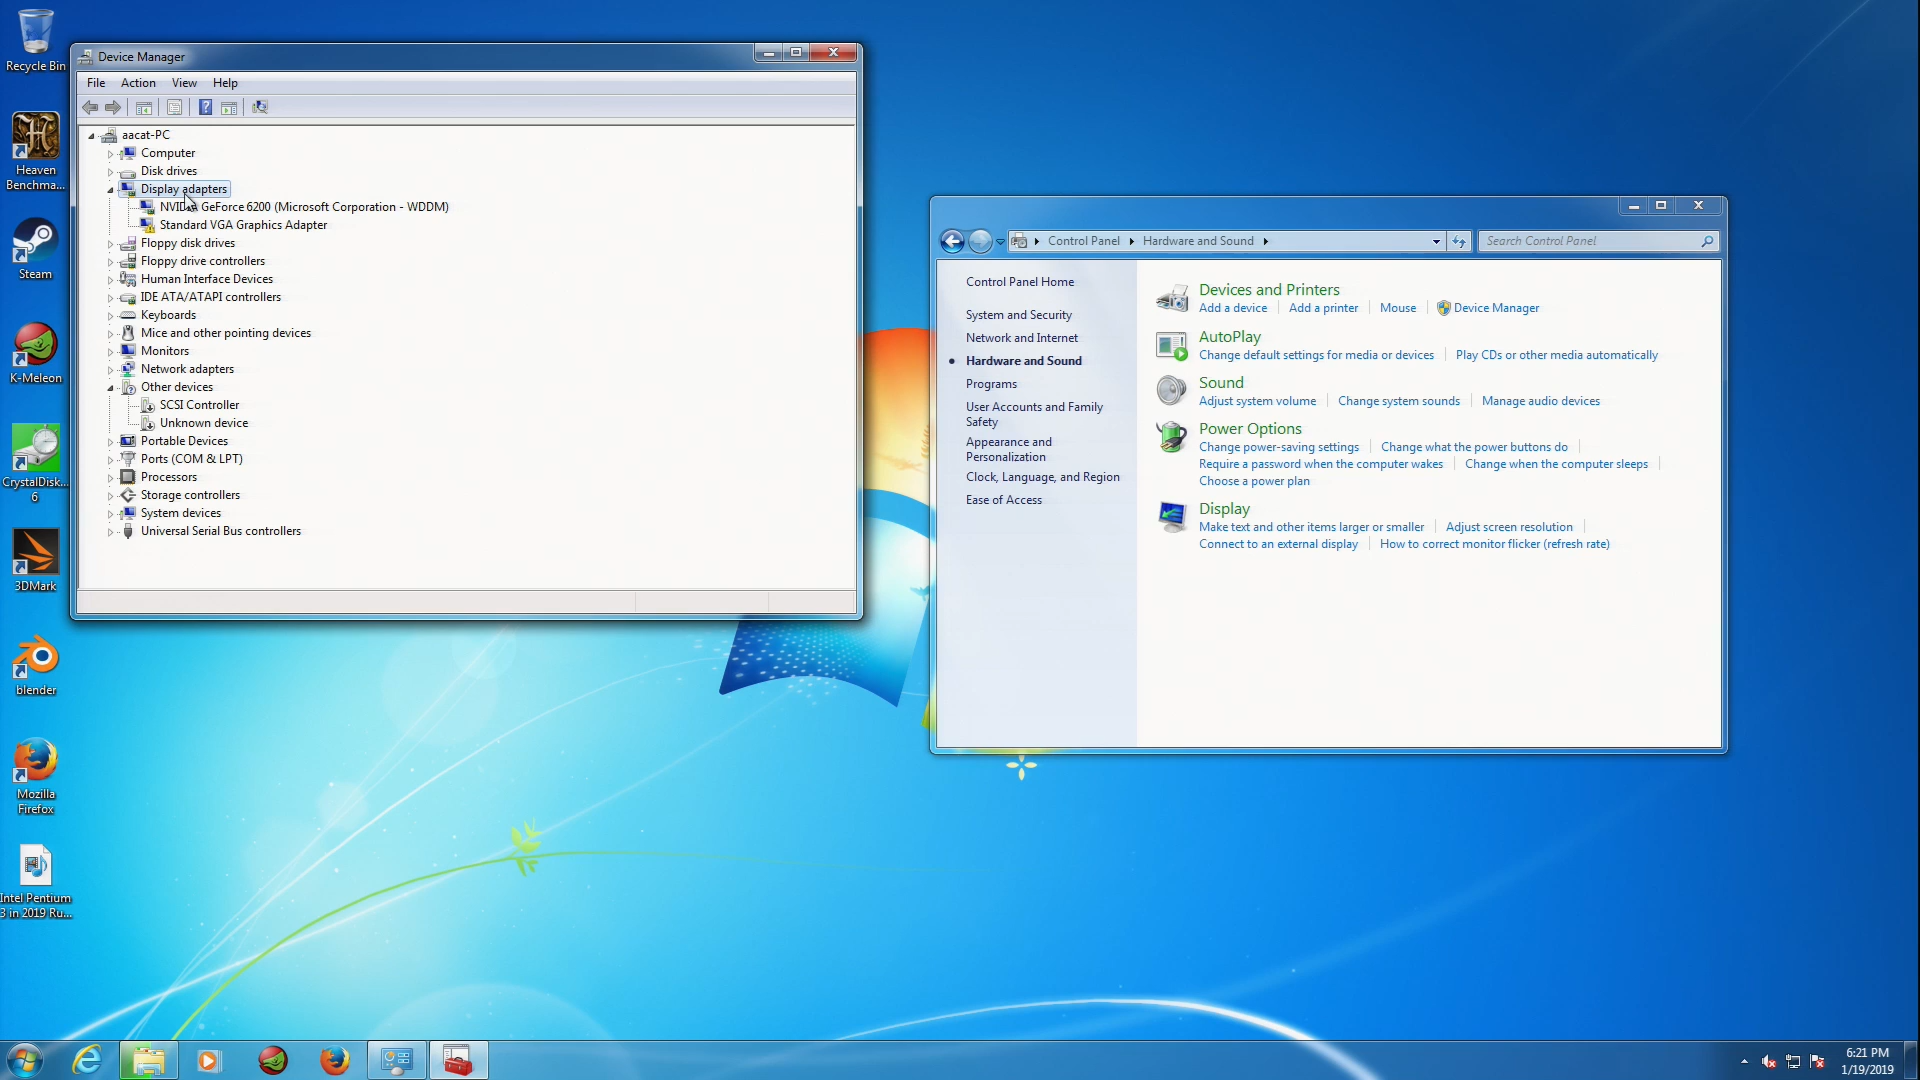 Recycle Bin
Heaven
Benchma...
Steam
K-Meleon
CrystalDisk...
6
3DMark
blender
Mozilla
Firefox
Intel Pentium
3 in 2019 Ru...
Device Manager
File Action View Help
aacat-PC
Computer
Disk drives
Display adapters
NVIDIA GeForce 6200 (Microsoft Corporation - WDDM)
Standard VGA Graphics Adapter
Floppy disk drives
Floppy drive controllers
Human Interface Devices
IDE ATA/ATAPI controllers
Keyboards
Mice and other pointing devices
Monitors
Network adapters
Other devices
SCSI Controller
Unknown device
Portable Devices
Ports (COM & LPT)
Processors
Storage controllers
System devices
Universal Serial Bus controllers
Control Panel Hardware and Sound
Search Control Panel
Control Panel Home
System and Security
Network and Internet
Hardware and Sound
Programs
User Accounts and Family
Safety
Appearance and
Personalization
Clock, Language, and Region
Ease of Access
Devices and Printers
Add a device Add a printer Mouse Device Manager
AutoPlay
Change default settings for media or devices Play CDs or other media automatically
Sound
Adjust system volume Change system sounds Manage audio devices
Power Options
Change power-saving settings Change what the power buttons do
Require a password when the computer wakes Change when the computer sleeps
Choose a power plan
Display
Make text and other items larger or smaller Adjust screen resolution
Connect to an external display How to correct monitor flicker (refresh rate)
6:21 PM
1/19/2019